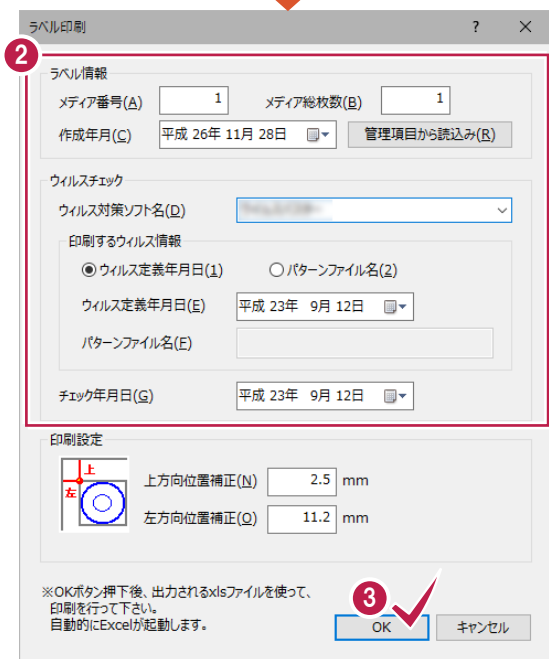 ラベル印刷 ? ×
2
ラベル情報
メディア番号(A) 1 メディア総枚数(B) 1
作成年月(C) 平成 26年 11月 28日 管理項目から読込み(R)
ウィルスチェック
ウィルス対策ソフト名(D)
印刷するウィルス情報
ウィルス定義年月日(1) パターンファイル名(2)
ウィルス定義年月日(E) 平成 23年 9月 12日
パターンファイル名(F)
チェック年月日(G) 平成 23年 9月 12日
印刷設定
上
左
上方向位置補正(N) 2.5 mm
左方向位置補正(O) 11.2 mm
※OKボタン押下後、出力されるxlsファイルを使って、
印刷を行って下さい。
自動的にExcelが起動します。
3
OK キャンセル